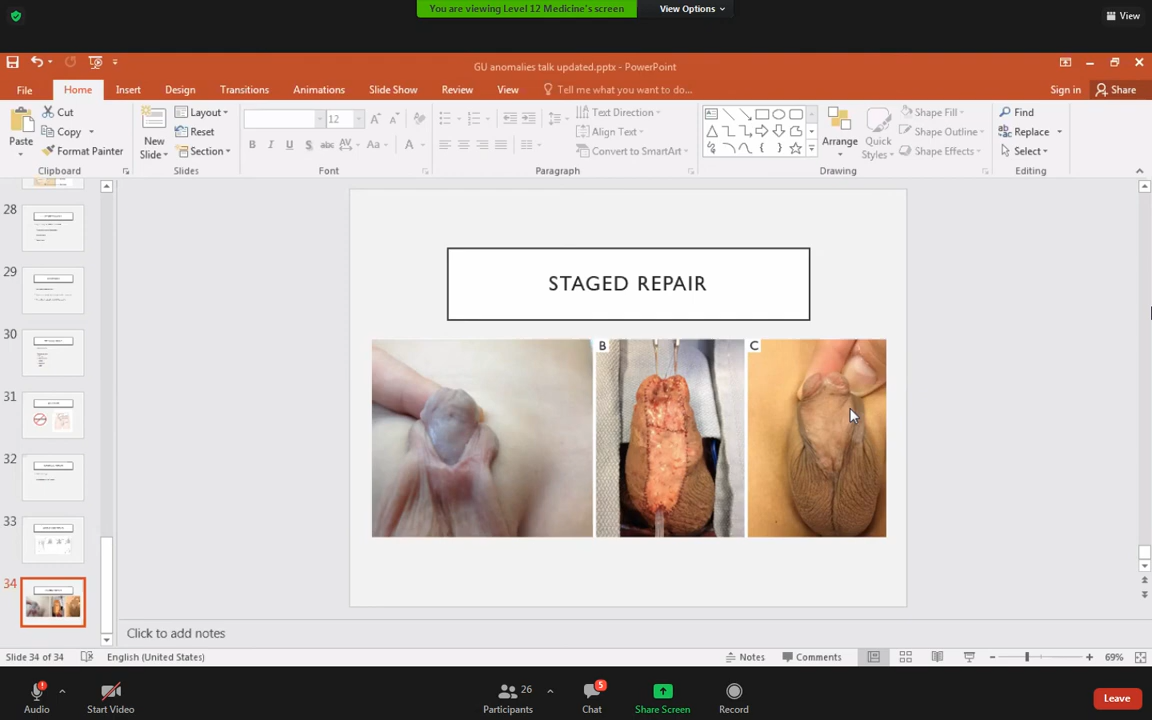 You are viewing Level 12 Medicine's screen
View Options
View
GU anomalies talk updated.pptx - PowerPoint
File
Home
Insert
Design
Transitions
Animations
Slide Show
Review
View
Tell me what you want to do...
Sign in
Share
Paste
Cut
Copy
Format Painter
Clipboard
New Slide
Layout
Reset
Section
Slides
12
Font
Text Direction
Align Text
Convert to SmartArt
Paragraph
Arrange
Quick Styles
Shape Fill
Shape Outline
Shape Effects
Drawing
Find
Replace
Select
Editing
28
29
30
31
32
33
34
STAGED REPAIR
B
C
Click to add notes
Slide 34 of 34
English (United States)
Notes
Comments
69%
Audio
Start Video
26
Participants
5
Chat
Share Screen
Record
Leave